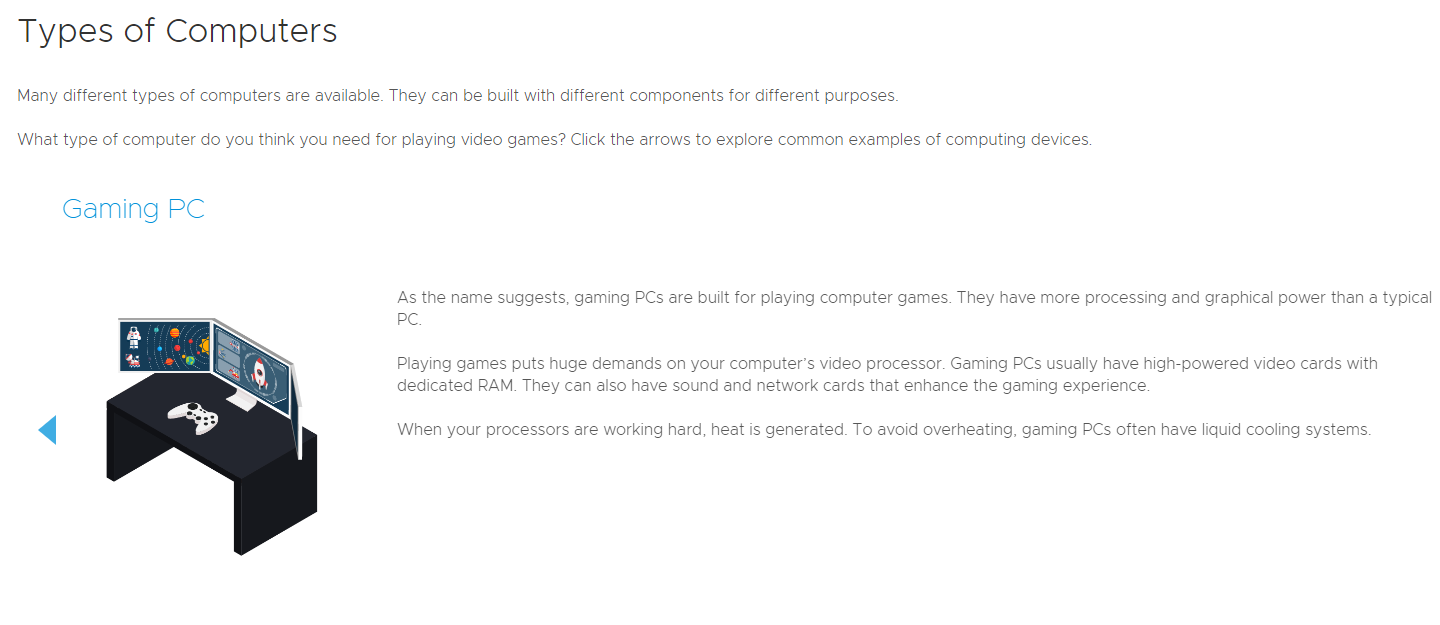 Types of Computers
Many different types of computers are available. They can be built with different components for different purposes.
What type of computer do you think you need for playing video games? Click the arrows to explore common examples of computing devices.
Gaming PC
As the name suggests, gaming PCs are built for playing computer games. They have more processing and graphical power than a typical
PC.
Playing games puts huge demands on your computer's video processor. Gaming PCs usually have high-powered video cards with
dedicated RAM. They can also have sound and network cards that enhance the gaming experience.
When your processors are working hard, heat is generated. To avoid overheating, gaming PCs often have liquid cooling systems.